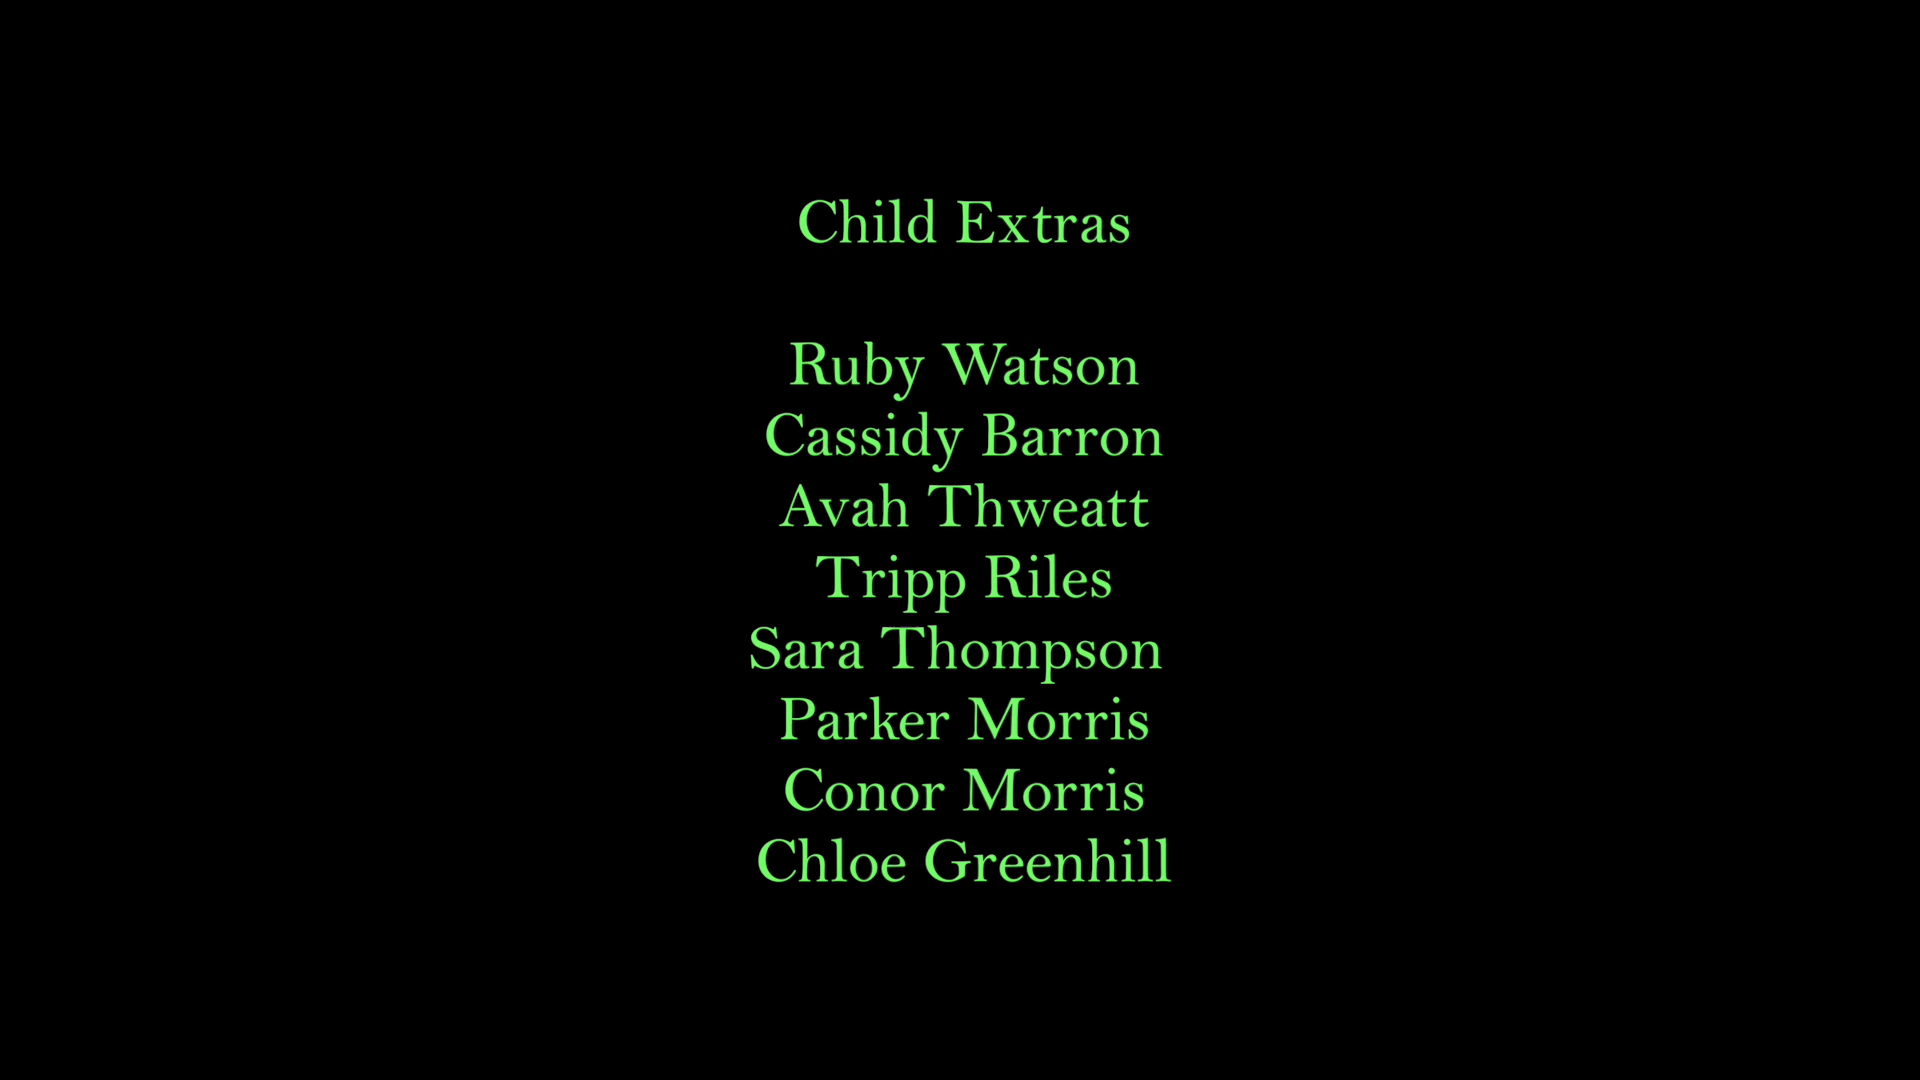 Child Extras
Ruby Watson
Cassidy Barron
Avah Thweatt
Tripp Riles
Sara Thompson
Parker Morris
Conor Morris
Chloe Greenhill